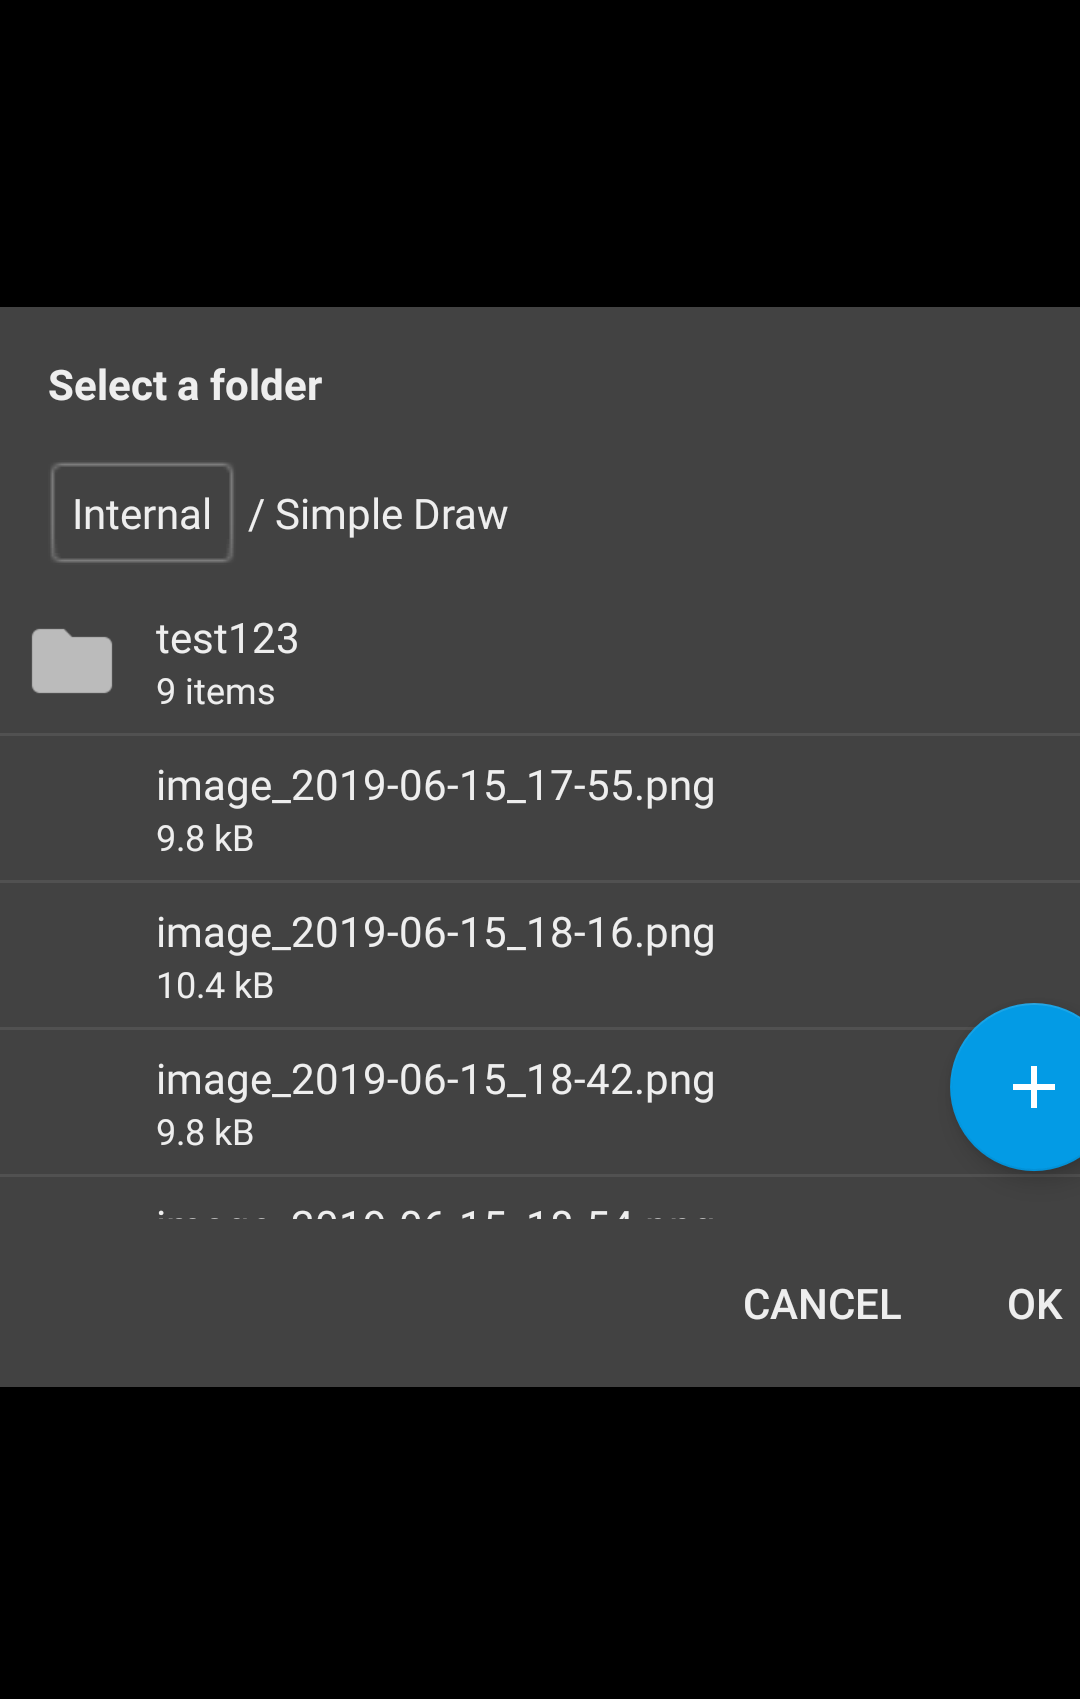 Select a folder
Internal / Simple Draw
test123
9 items
image_2019-06-15_17-55.png
9.8 kB
image_2019-06-15_18-16.png
10.4 kB
image_2019-06-15_18-42.png
9.8 kB
CANCEL OK